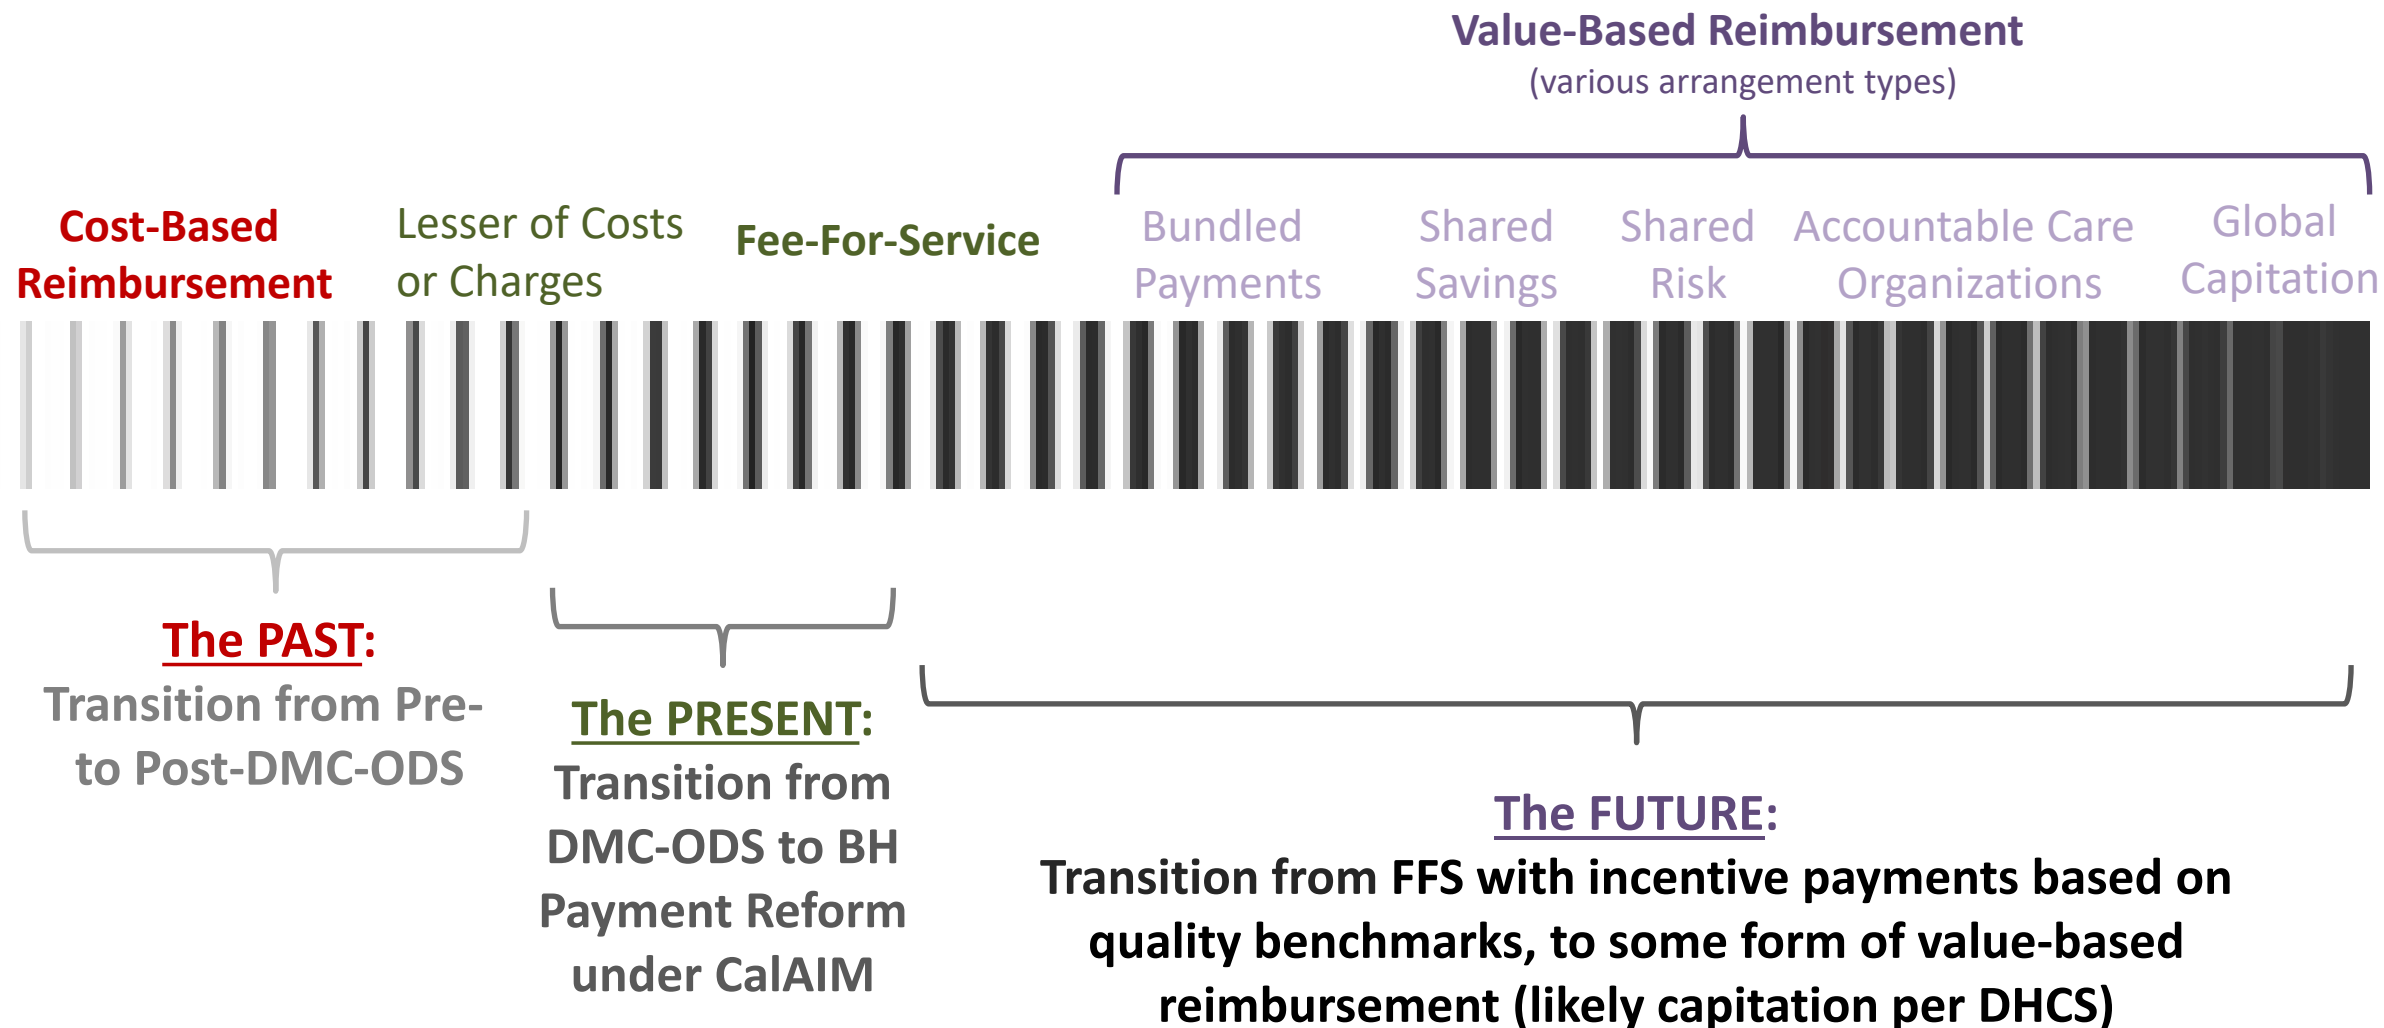 Value-Based Reimbursement
(various arrangement types)
Cost-Based
Reimbursement
Lesser of Costs
or Charges
Fee-For-Service
Bundled
Payments
Shared
Savings
Shared
Risk
Accountable Care
Organizations
Global
Capitation
The PAST:
Transition from Pre-
to Post-DMC-ODS
The PRESENT:
Transition from
DMC-ODS to BH
Payment Reform
under CalAIM
The FUTURE:
Transition from FFS with incentive payments based on
quality benchmarks, to some form of value-based
reimbursement (likely capitation per DHCS)